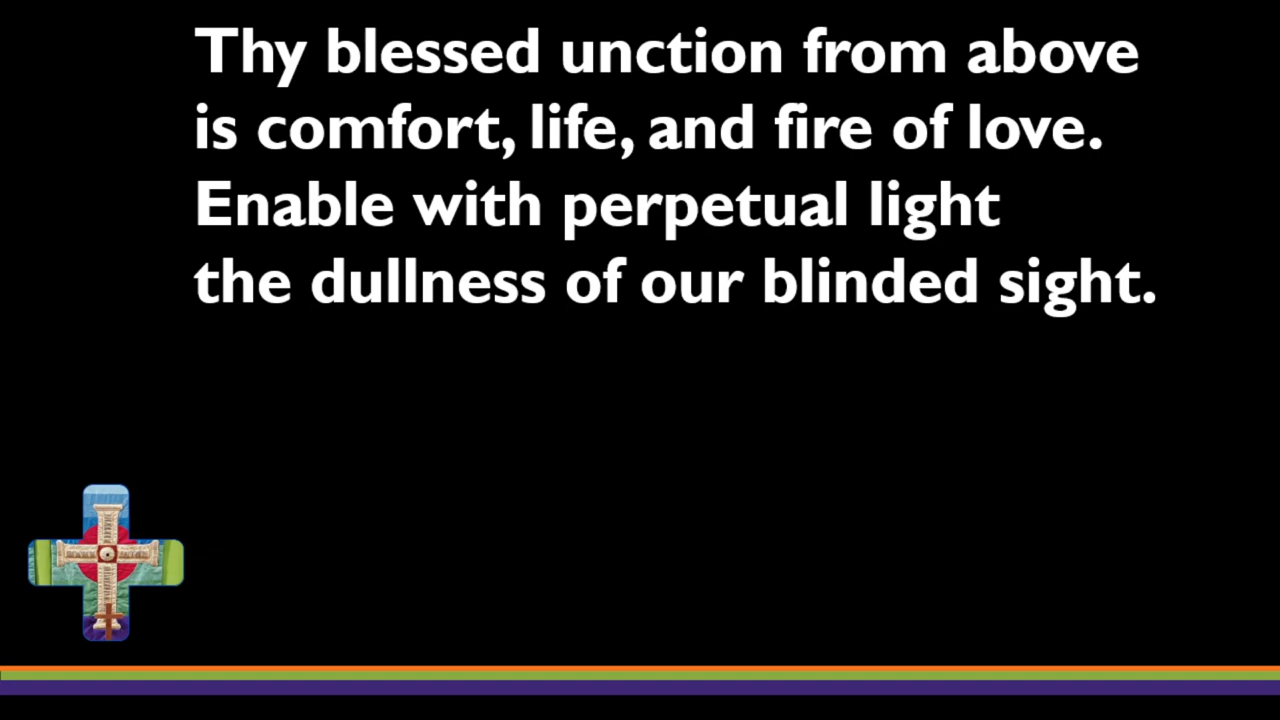 Thy blessed unction from above
is comfort, life, and fire of love.
Enable with perpetual light
the dullness of our blinded sight.